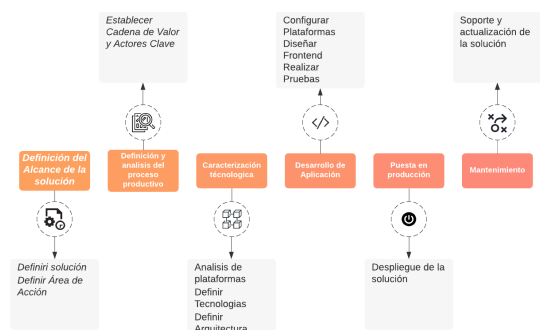 Establecer
Cadena de Valor
y Actores Clave
Configurar
Plataformas
Diseñar
Frontend
Realizar
Pruebas
Soporte y
actualización de
la solución
Definición del
Alcance de la
solución
Definición y
analisis del
proceso
productivo
Caracterización
técnologica
Desarrollo de
Aplicación
Puesta en
producción
Mantenimiento
Definiri solución
Definir Área de
Acción
Analisis de
plataformas
Definir
Tecnologias
Definir
Arquitectura
Despliegue de la
solución